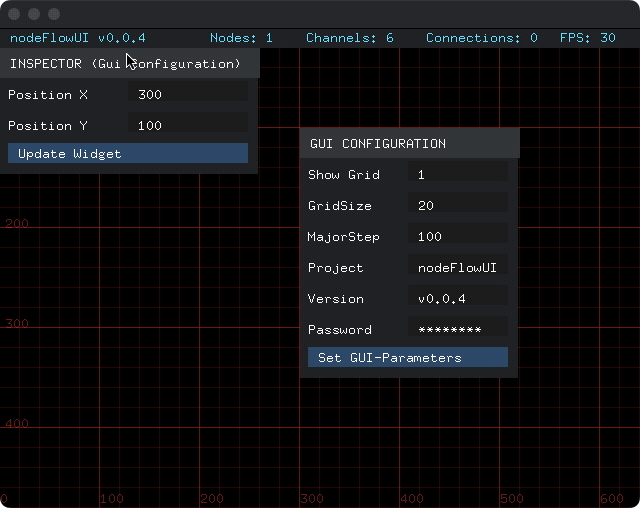 nodeFlowUI v0.0.4 Nodes: 1 Channels: 6 Connections: 0 FPS: 30
INSPECTOR (Gui Configuration)
Position X 300
Position Y 100
Update Widget
GUI CONFIGURATION
Show Grid 1
GridSize 20
MajorStep 100
Project nodeFlowUI
Version v0.0.4
Password ********
Set GUI-Parameters
200
300
400
0 100 200 300 400 500 600